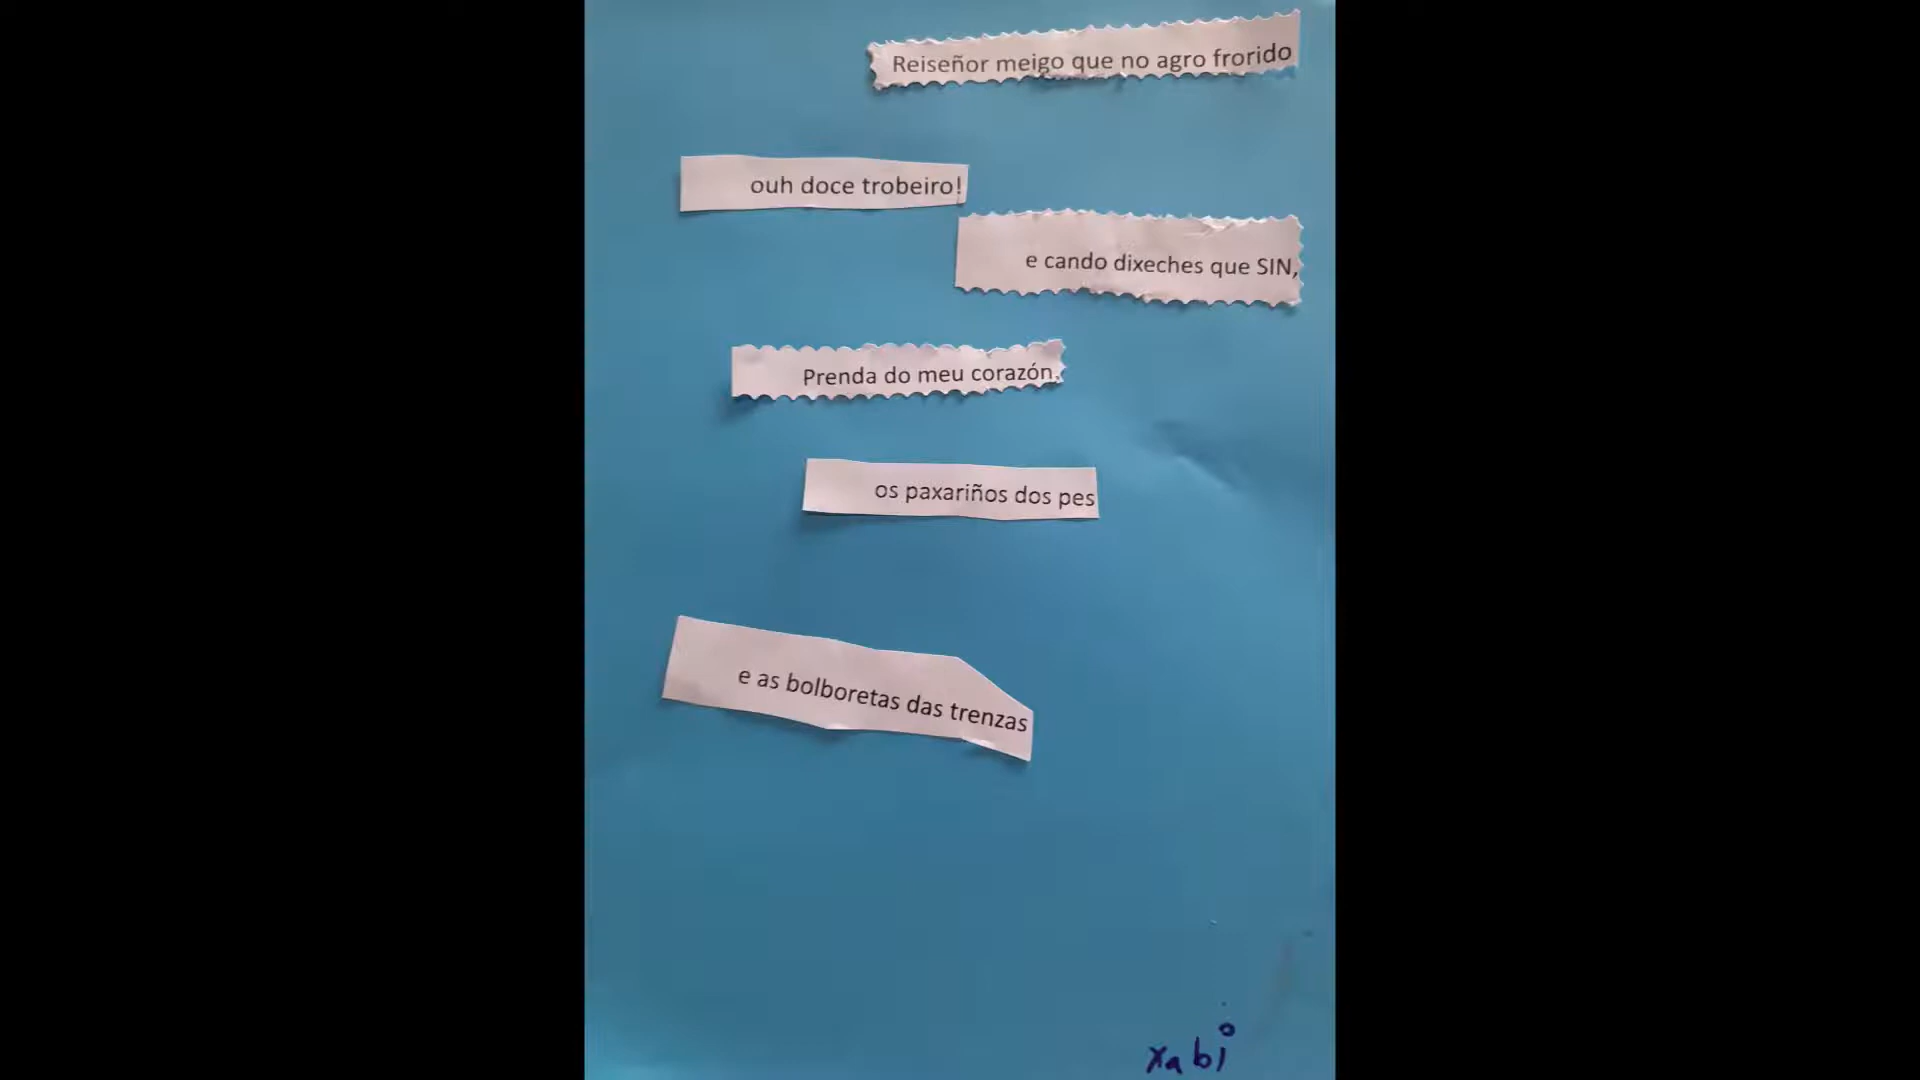 Reiseñor meigo que no agro frorido
ouh doce trobeiro!
e cando dixeches que SIN,
Prenda do meu corazón,
os paxariños dos pes
e as bolboretas das trenzas
xabi